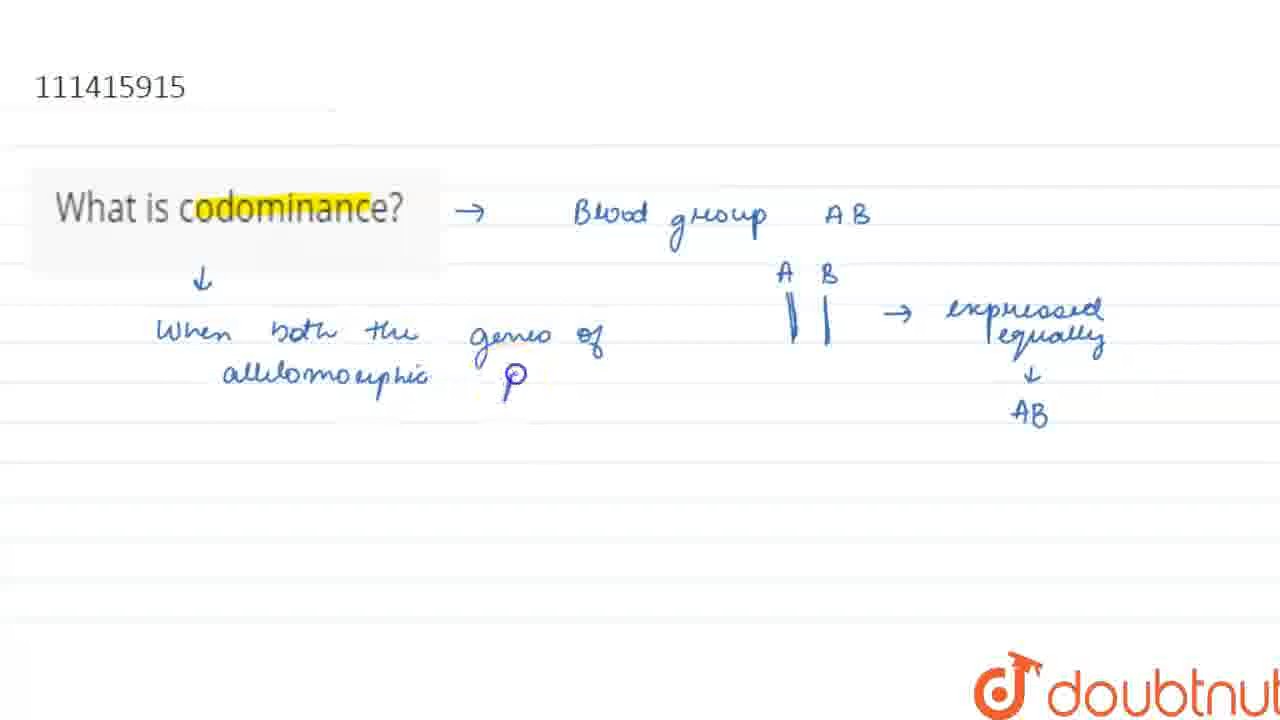 111415915
What is codominance? → Blood group AB
↓
A B
When both the genes of
allelomorphic p
→ expressed
equally
↓
AB
doubtnut